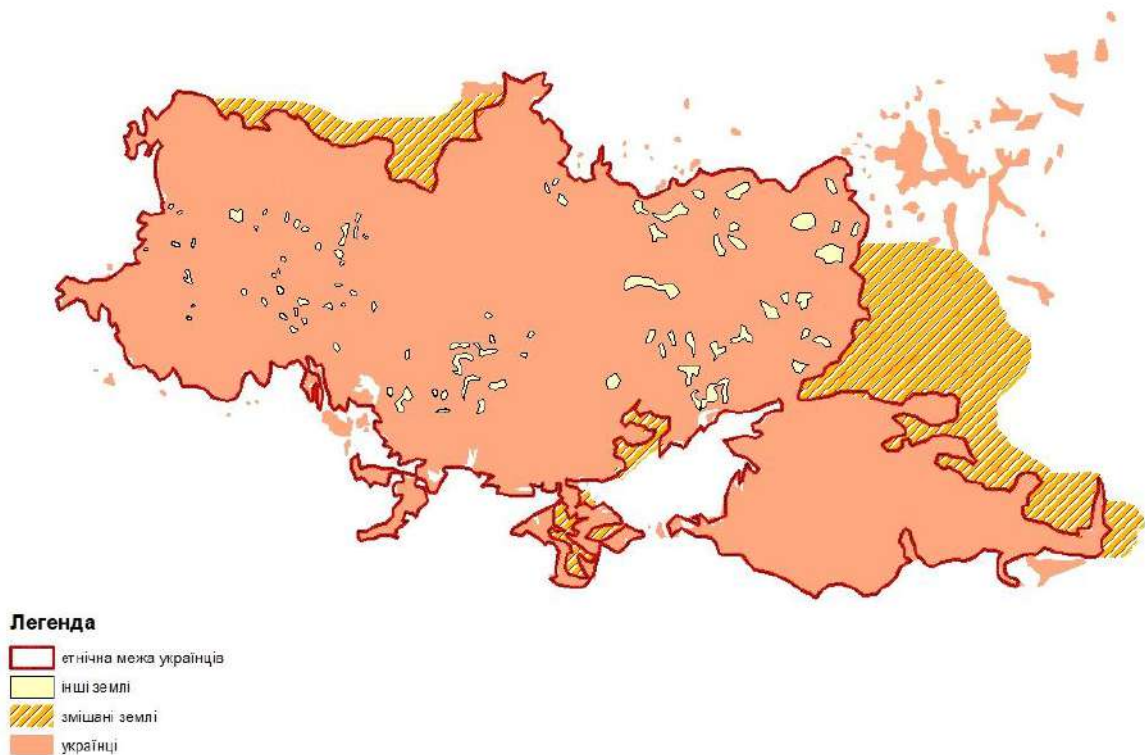 Легенда
етнічна межа українців
інші землі
змішані землі
українці